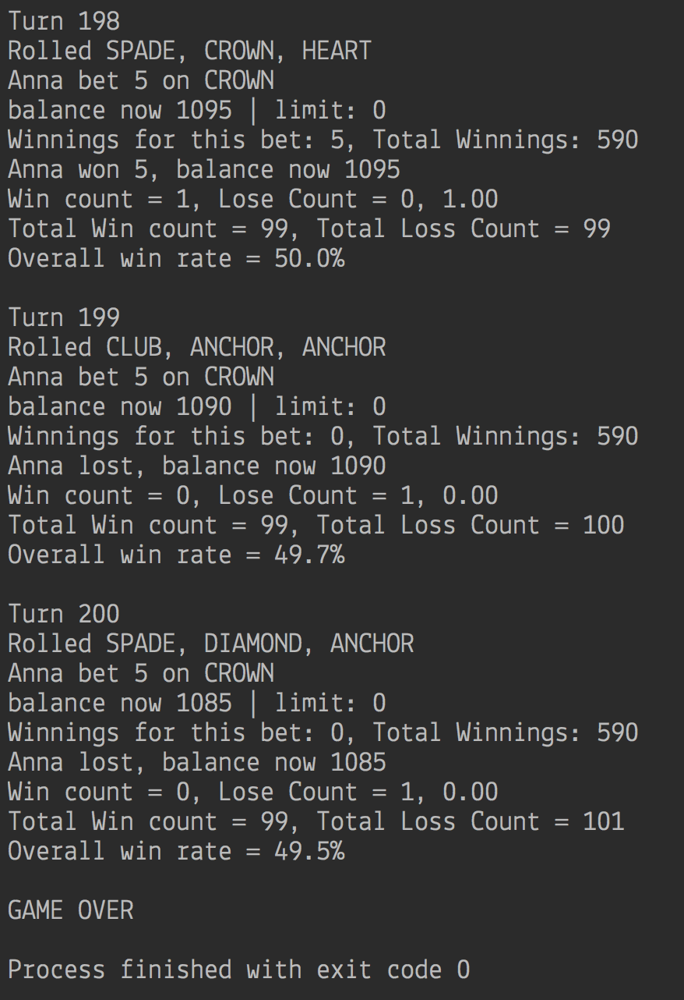 Turn 198
Rolled SPADE, CROWN, HEART
Anna bet 5 on CROWN
balance now 1095 | limit: 0
Winnings for this bet: 5, Total Winnings: 590
Anna won 5, balance now 1095
Win count = 1, Lose Count = 0, 1.00
Total Win count = 99, Total Loss Count = 99
Overall win rate = 50.0%

Turn 199
Rolled CLUB, ANCHOR, ANCHOR
Anna bet 5 on CROWN
balance now 1090 | limit: 0
Winnings for this bet: 0, Total Winnings: 590
Anna lost, balance now 1090
Win count = 0, Lose Count = 1, 0.00
Total Win count = 99, Total Loss Count = 100
Overall win rate = 49.7%

Turn 200
Rolled SPADE, DIAMOND, ANCHOR
Anna bet 5 on CROWN
balance now 1085 | limit: 0
Winnings for this bet: 0, Total Winnings: 590
Anna lost, balance now 1085
Win count = 0, Lose Count = 1, 0.00
Total Win count = 99, Total Loss Count = 101
Overall win rate = 49.5%

GAME OVER

Process finished with exit code 0